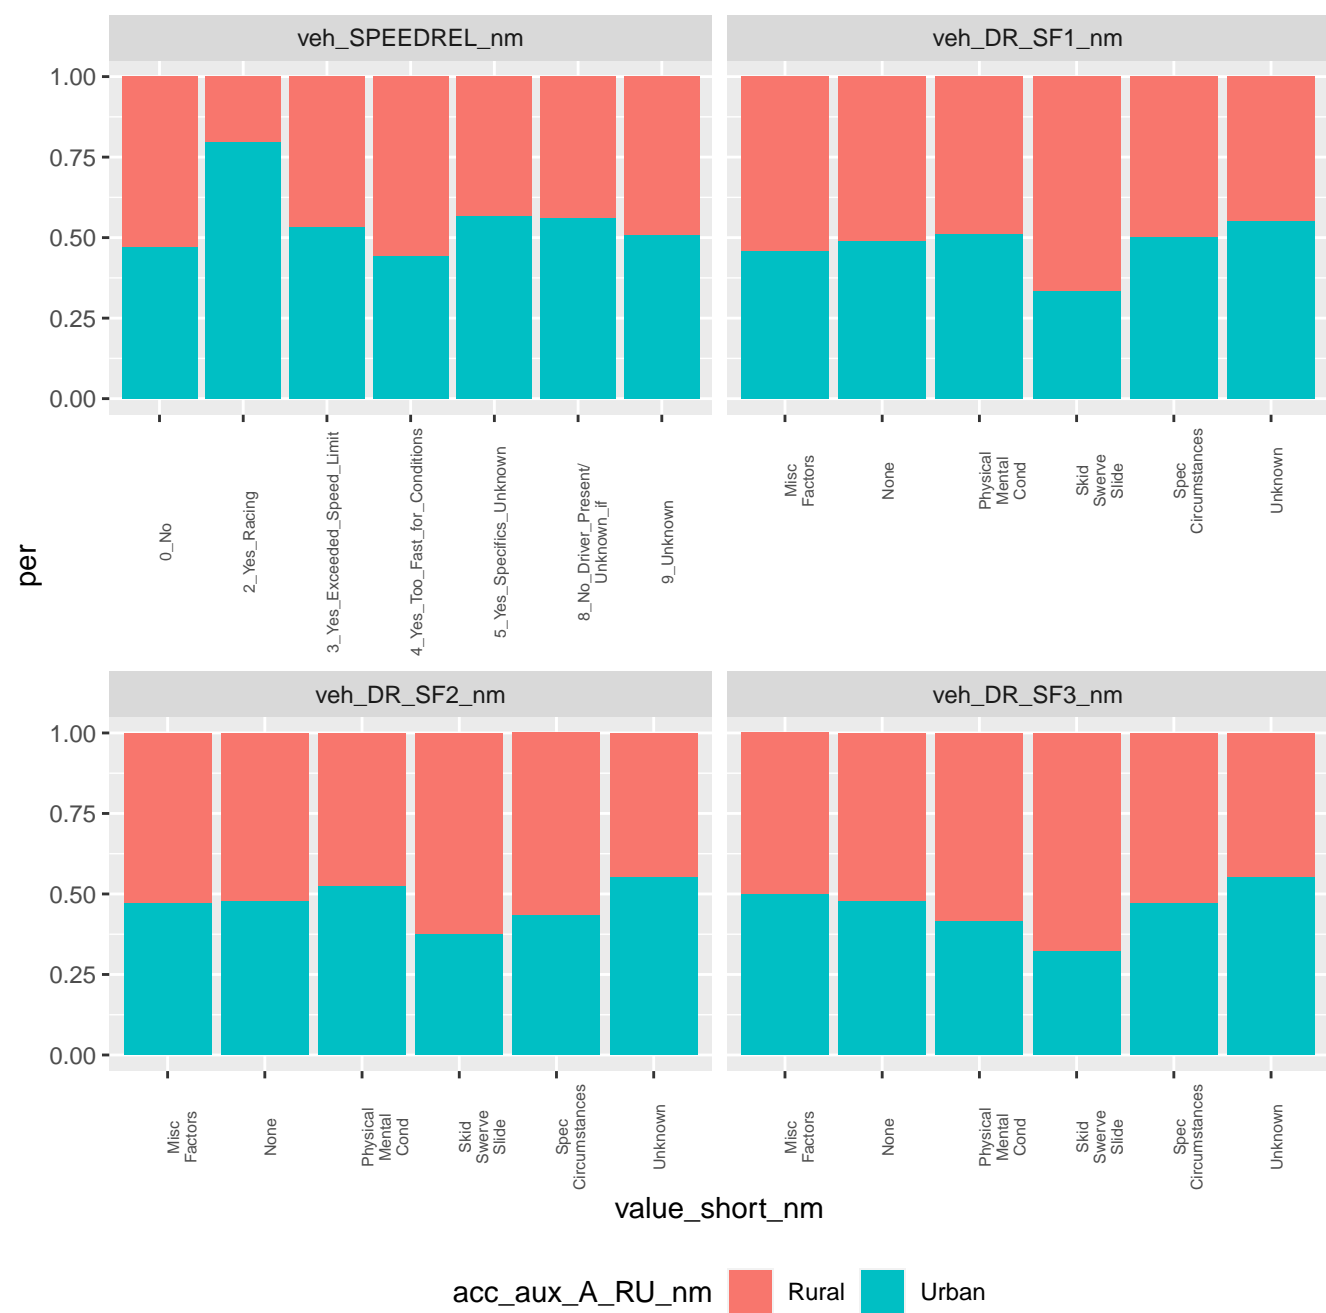 veh_SPEEDREL_nm
veh_DR_SF1_nm
1.00
0.75
0.50
0.25
0.00
0_No
2_Yes_Racing
3_Yes_Exceeded_Speed_Limit
4_Yes_Too_Fast_for_Conditions
5_Yes_Specifics_Unknown
8_No_Driver_Present/
Unknown_if
9_Unknown
Misc
Factors
None
Physical
Mental
Cond
Skid
Swerve
Slide
Spec
Circumstances
Unknown
per
veh_DR_SF2_nm
veh_DR_SF3_nm
1.00
0.75
0.50
0.25
0.00
Misc
Factors
None
Physical
Mental
Cond
Skid
Swerve
Slide
Spec
Circumstances
Unknown
Misc
Factors
None
Physical
Mental
Cond
Skid
Swerve
Slide
Spec
Circumstances
Unknown
value_short_nm
acc_aux_A_RU_nm
Rural
Urban